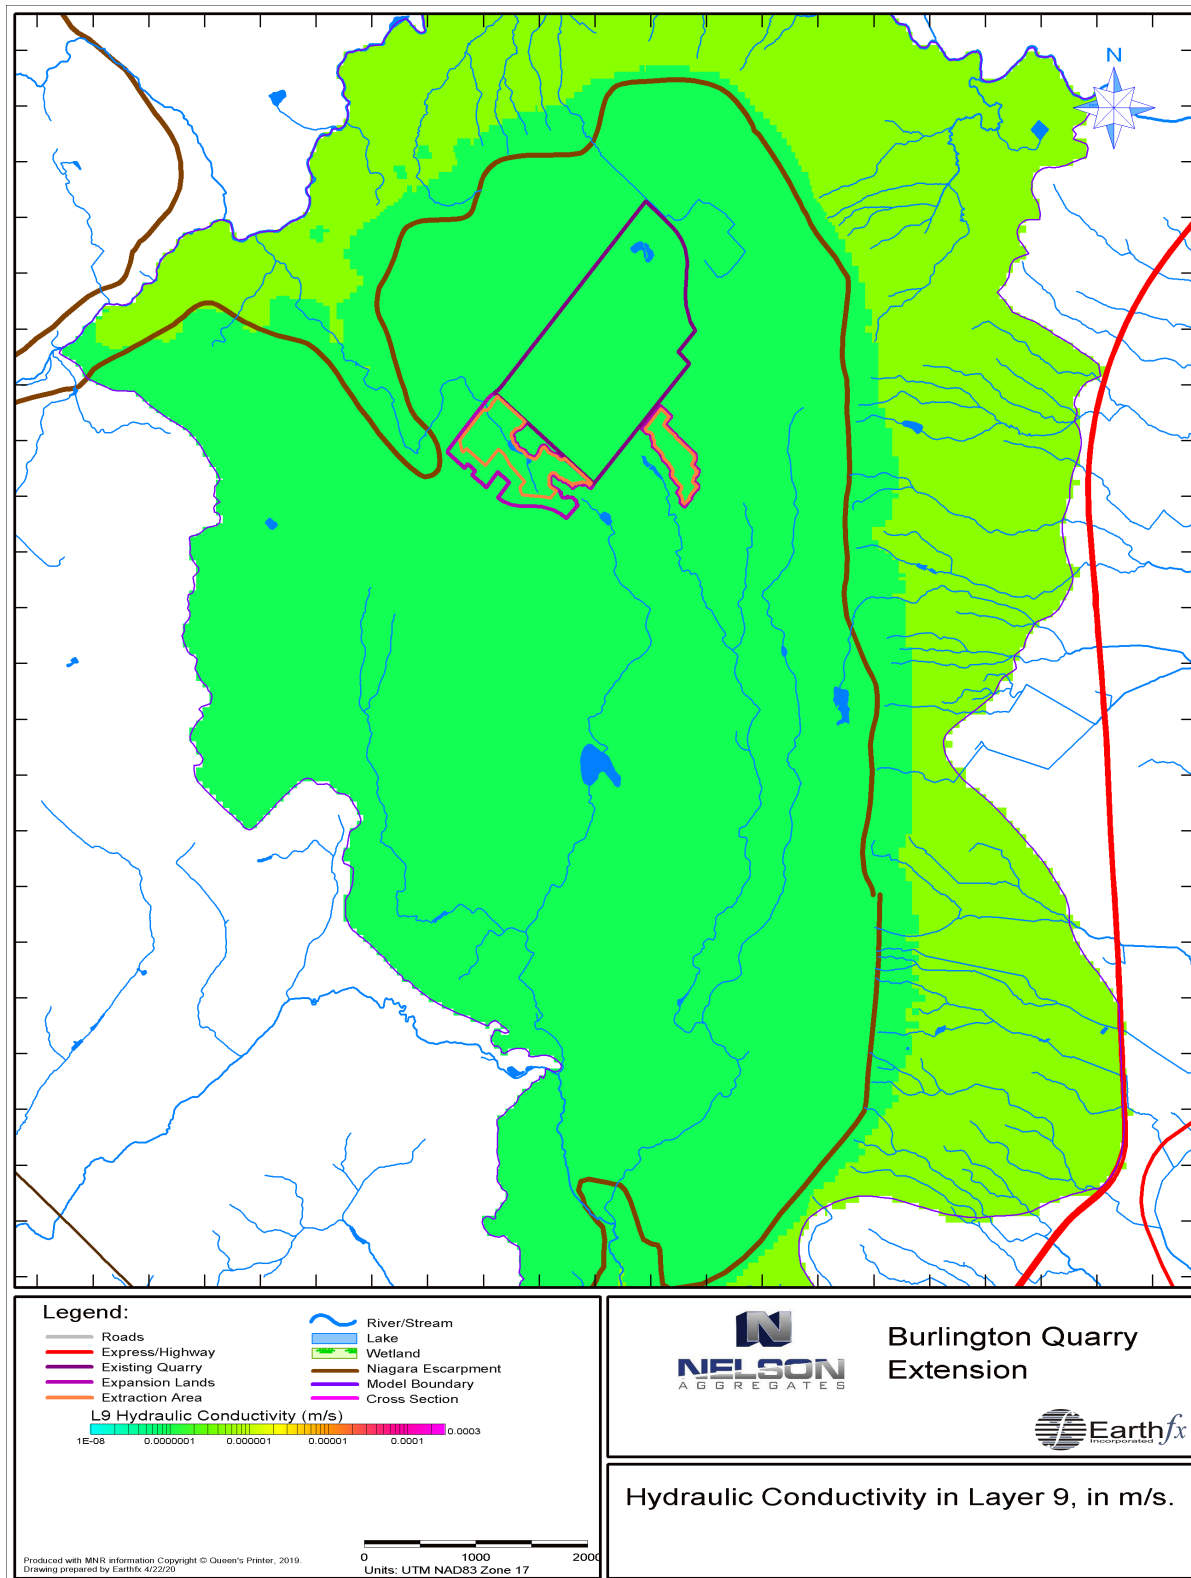 N
Legend:
Roads
Express/Highway
Existing Quarry
Expansion Lands
Extraction Area
River/Stream
Lake
Wetland
Niagara Escarpment
Model Boundary
Cross Section
L9 Hydraulic Conductivity (m/s)
0.0003
1E-08 0.0000001 0.000001 0.00001 0.0001
Produced with MNR information Copyright © Queen's Printer, 2019.
Drawing prepared by Earthfx 4/22/20
0 1000 2000
Units: UTM NAD83 Zone 17
N
NELSON
AGGREGATES
Burlington Quarry
Extension
Earthfx
Incorporated
Hydraulic Conductivity in Layer 9, in m/s.